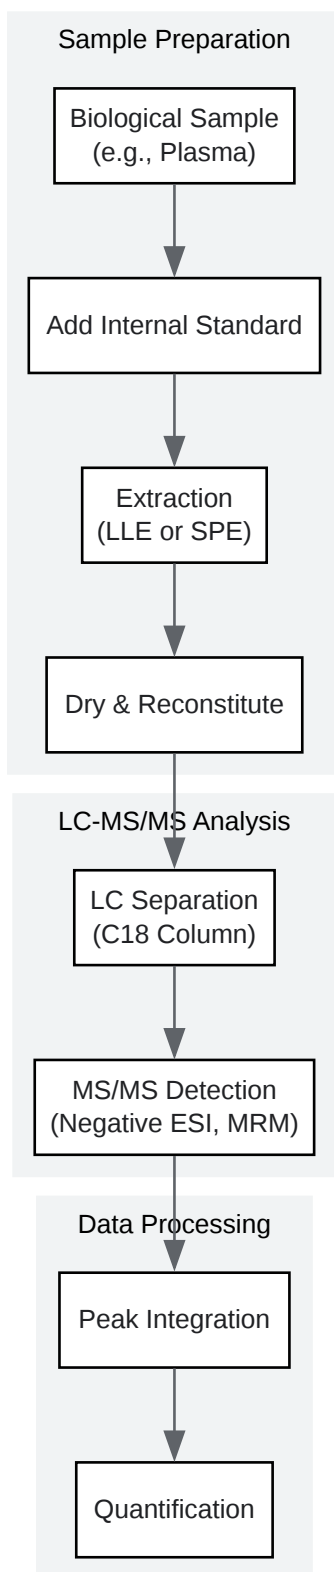 Sample Preparation
Biological Sample
(e.g., Plasma)
Add Internal Standard
Extraction
(LLE or SPE)
Dry & Reconstitute
LC-MS/MS Analysis
LC Separation
(C18 Column)
MS/MS Detection
(Negative ESI, MRM)
Data Processing
Peak Integration
Quantification